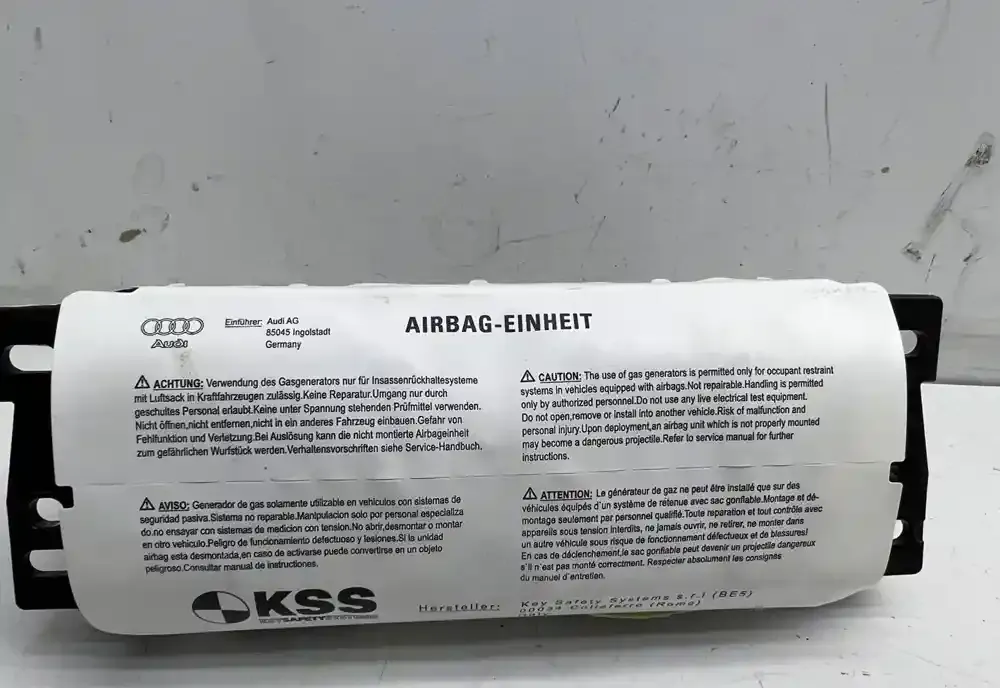 Audi
Einführer: Audi AG
85045 Ingolstadt
Germany
AIRBAG-EINHEIT
⚠ ACHTUNG: Verwendung des Gasgenerators nur für Insassenrückhaltesysteme
mit Luftsack in Kraftfahrzeugen zulässig.Keine Reparatur.Umgang nur durch
geschultes Personal erlaubt.Keine unter Spannung stehenden Prüfmittel verwenden.
Nicht öffnen,nicht entfernen,nicht in ein anderes Fahrzeug einbauen.Gefahr von
Fehlfunktion und Verletzung.Bei Auslösung kann die nicht montierte Airbageinheit
zum gefährlichen Wurfstück werden.Verhaltensvorschriften siehe Service-Handbuch.
⚠ CAUTION: The use of gas generators is permitted only for occupant restraint
systems in vehicles equipped with airbags.Not repairable.Handling is permitted
only by authorized personnel.Do not use any live electrical test equipment.
Do not open,remove or install into another vehicle.Risk of malfunction and
personal injury.Upon deployment,an airbag unit which is not properly mounted
may become a dangerous projectile.Refer to service manual for further
instructions.
⚠ AVISO: Generador de gas solamente utilizable en vehiculos con sistemas de
seguridad pasiva.Sistema no reparable.Manipulacion solo por personal especializa
do.no ensayar con sistemas de medicion con tension.No abrir,desmontar o montar
en otro vehiculo.Peligro de funcionamiento defectuoso y lesiones.Si la unidad
airbag esta desmontada,en caso de activarse puede convertirse en un objeto
peligroso.Consultar manual de instrucciones.
⚠ ATTENTION: Le générateur de gaz ne peut être installé que sur des
véhicules équipés d'un système de retenue avec sac gonflable.Montage et dé-
montage seulement par personnel qualifié.Toute reparation et tout contrôle avec
appareils sous tension interdits, ne jamais ouvrir, ne retirer, ne monter dans
un autre véhicule sous risque de fonctionnement défectueux et de blessures!
En cas de déclenchement,le sac gonflable peut devenir un projectile dangereux
s'il n'est pas monté correctment. Respecter absolument les consignés
du manuel d'entretien.
KSS
KEY SAFETY SYSTEMS
Hersteller: Key Safety Systems s.r.l (BE5)
00034 Colleferro (Roma)